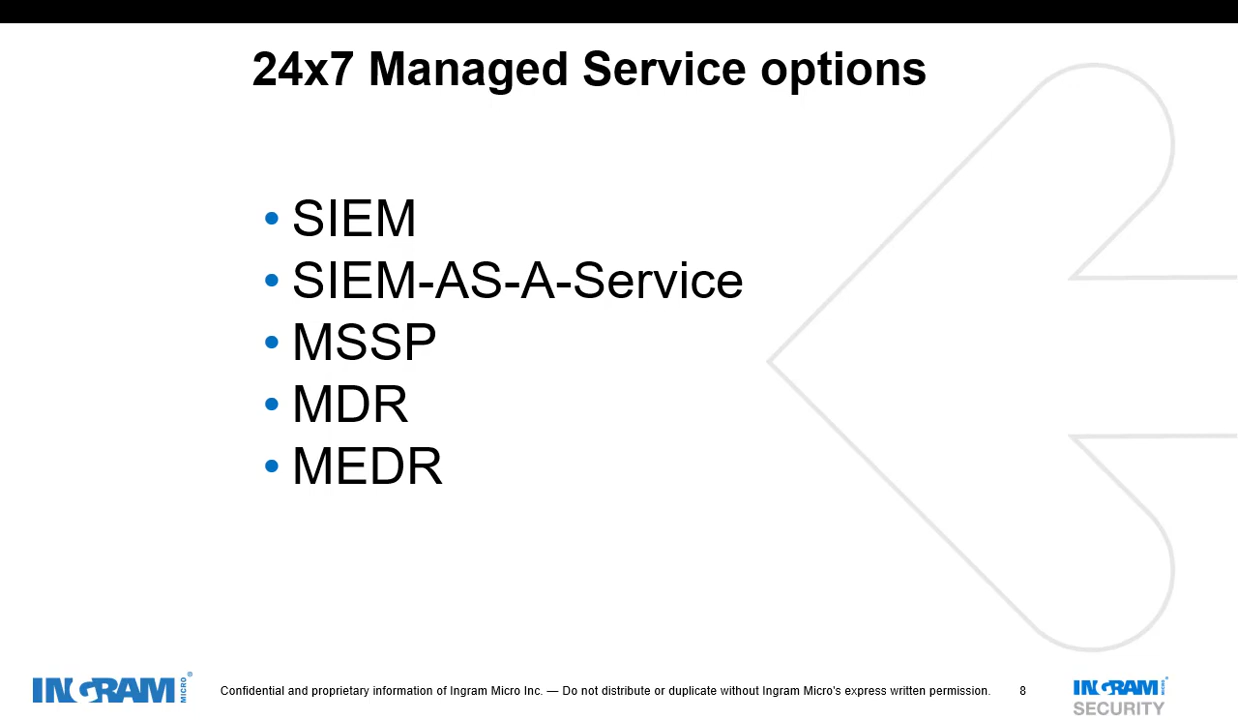 24x7 Managed Service options
• SIEM
• SIEM-AS-A-Service
• MSSP
• MDR
• MEDR
INGRAM MICRO®
Confidential and proprietary information of Ingram Micro Inc. — Do not distribute or duplicate without Ingram Micro's express written permission.
8
INGRAM MICRO®
SECURITY